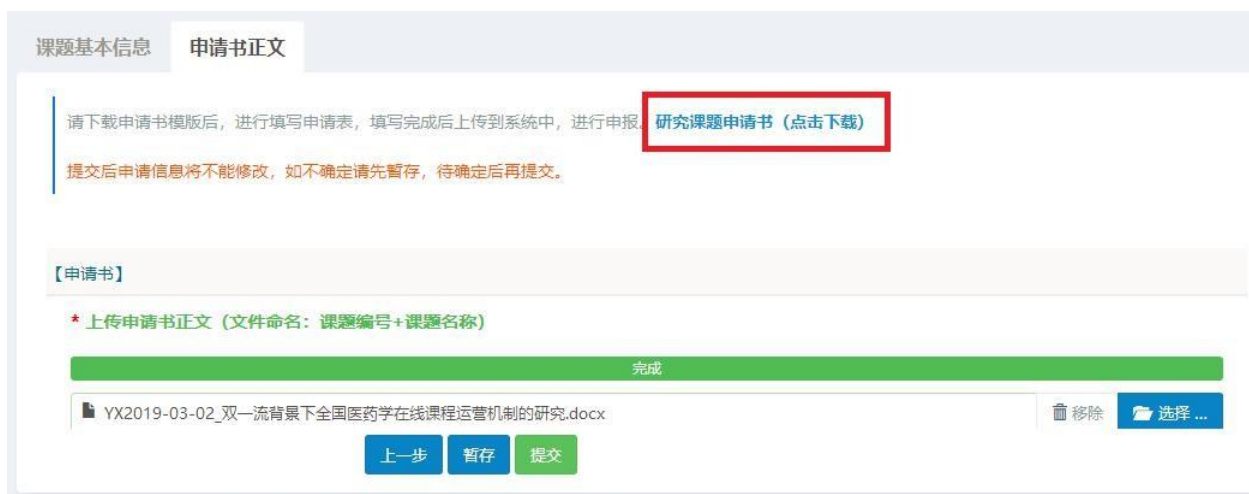 课题基本信息 申请书正文
请下载申请书模版后，进行填写申请表，填写完成后上传到系统中，进行申报。研究课题申请书（点击下载）
提交后申请信息将不能修改，如不确定请先暂存，待确定后再提交。
【申请书】
* 上传申请书正文（文件命名：课题编号+课题名称）
完成
YX2019-03-02_双一流背景下全国医药学在线课程运营机制的研究.docx 移除 选择 ...
上一步 暂存 提交